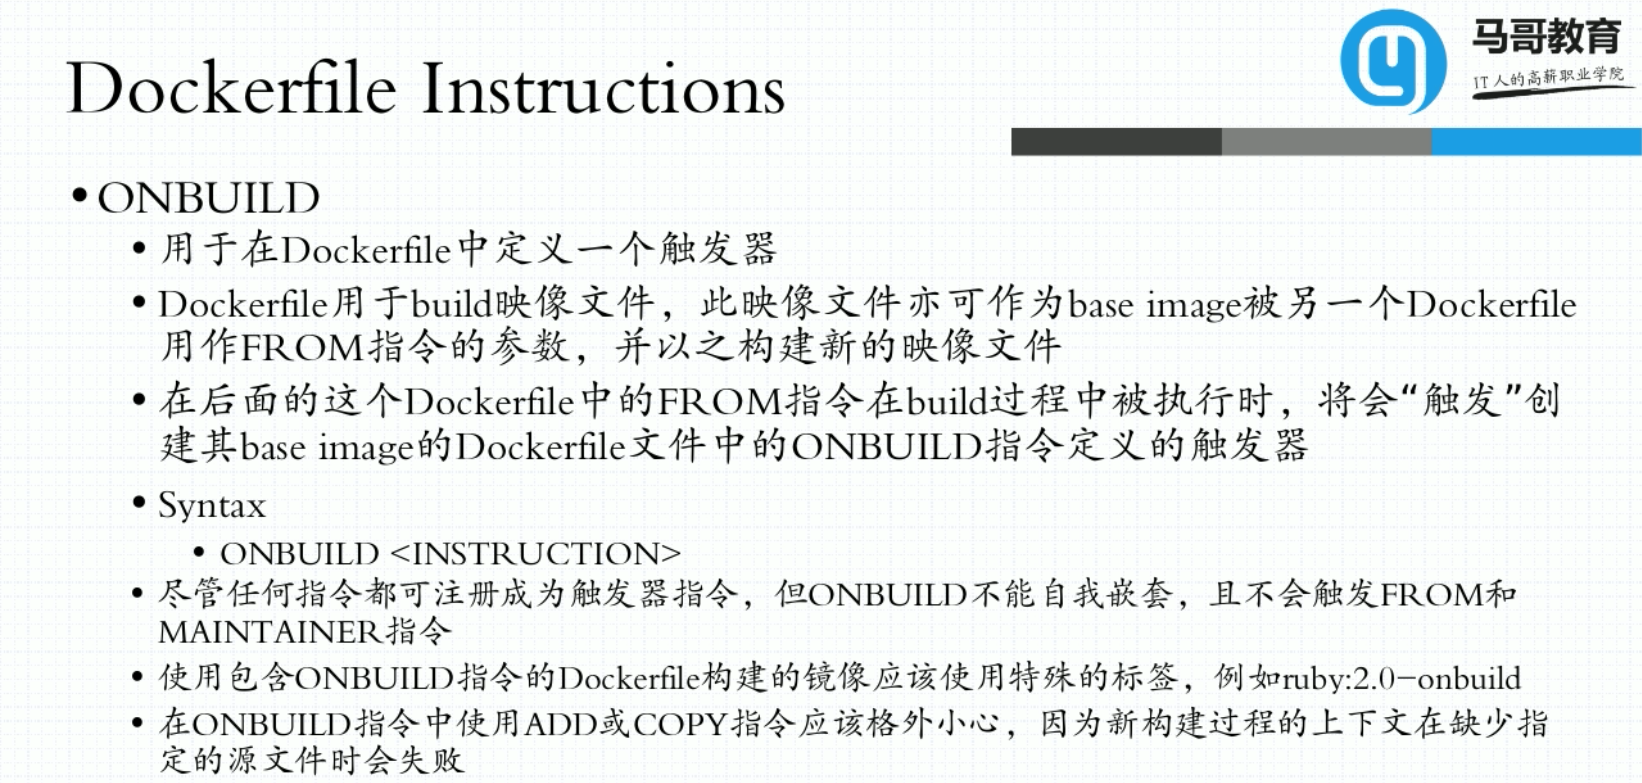 马哥教育
IT人的高薪职业学院
Dockerfile Instructions
•ONBUILD
• 用于在Dockerfile中定义一个触发器
• Dockerfile用于build映像文件，此映像文件亦可作为base image被另一个Dockerfile
用作FROM指令的参数，并以之构建新的映像文件
• 在后面的这个Dockerfile中的FROM指令在build过程中被执行时，将会“触发”创
建其base image的Dockerfile文件中的ONBUILD指令定义的触发器
• Syntax
• ONBUILD <INSTRUCTION>
• 尽管任何指令都可注册成为触发器指令，但ONBUILD不能自我嵌套，且不会触发FROM和
MAINTAINER指令
• 使用包含ONBUILD指令的Dockerfile构建的镜像应该使用特殊的标签，例如ruby:2.0-onbuild
• 在ONBUILD指令中使用ADD或COPY指令应该格外小心，因为新构建过程的上下文在缺少指
定的源文件时会失败